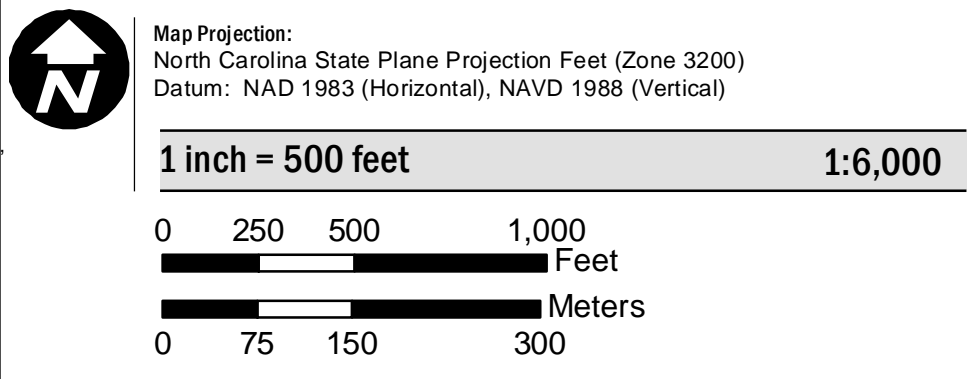 N
Map Projection:
North Carolina State Plane Projection Feet (Zone 3200)
Datum: NAD 1983 (Horizontal), NAVD 1988 (Vertical)
,
1 inch = 500 feet 1:6,000
0 250 500 1,000
Feet
Meters
0 75 150 300